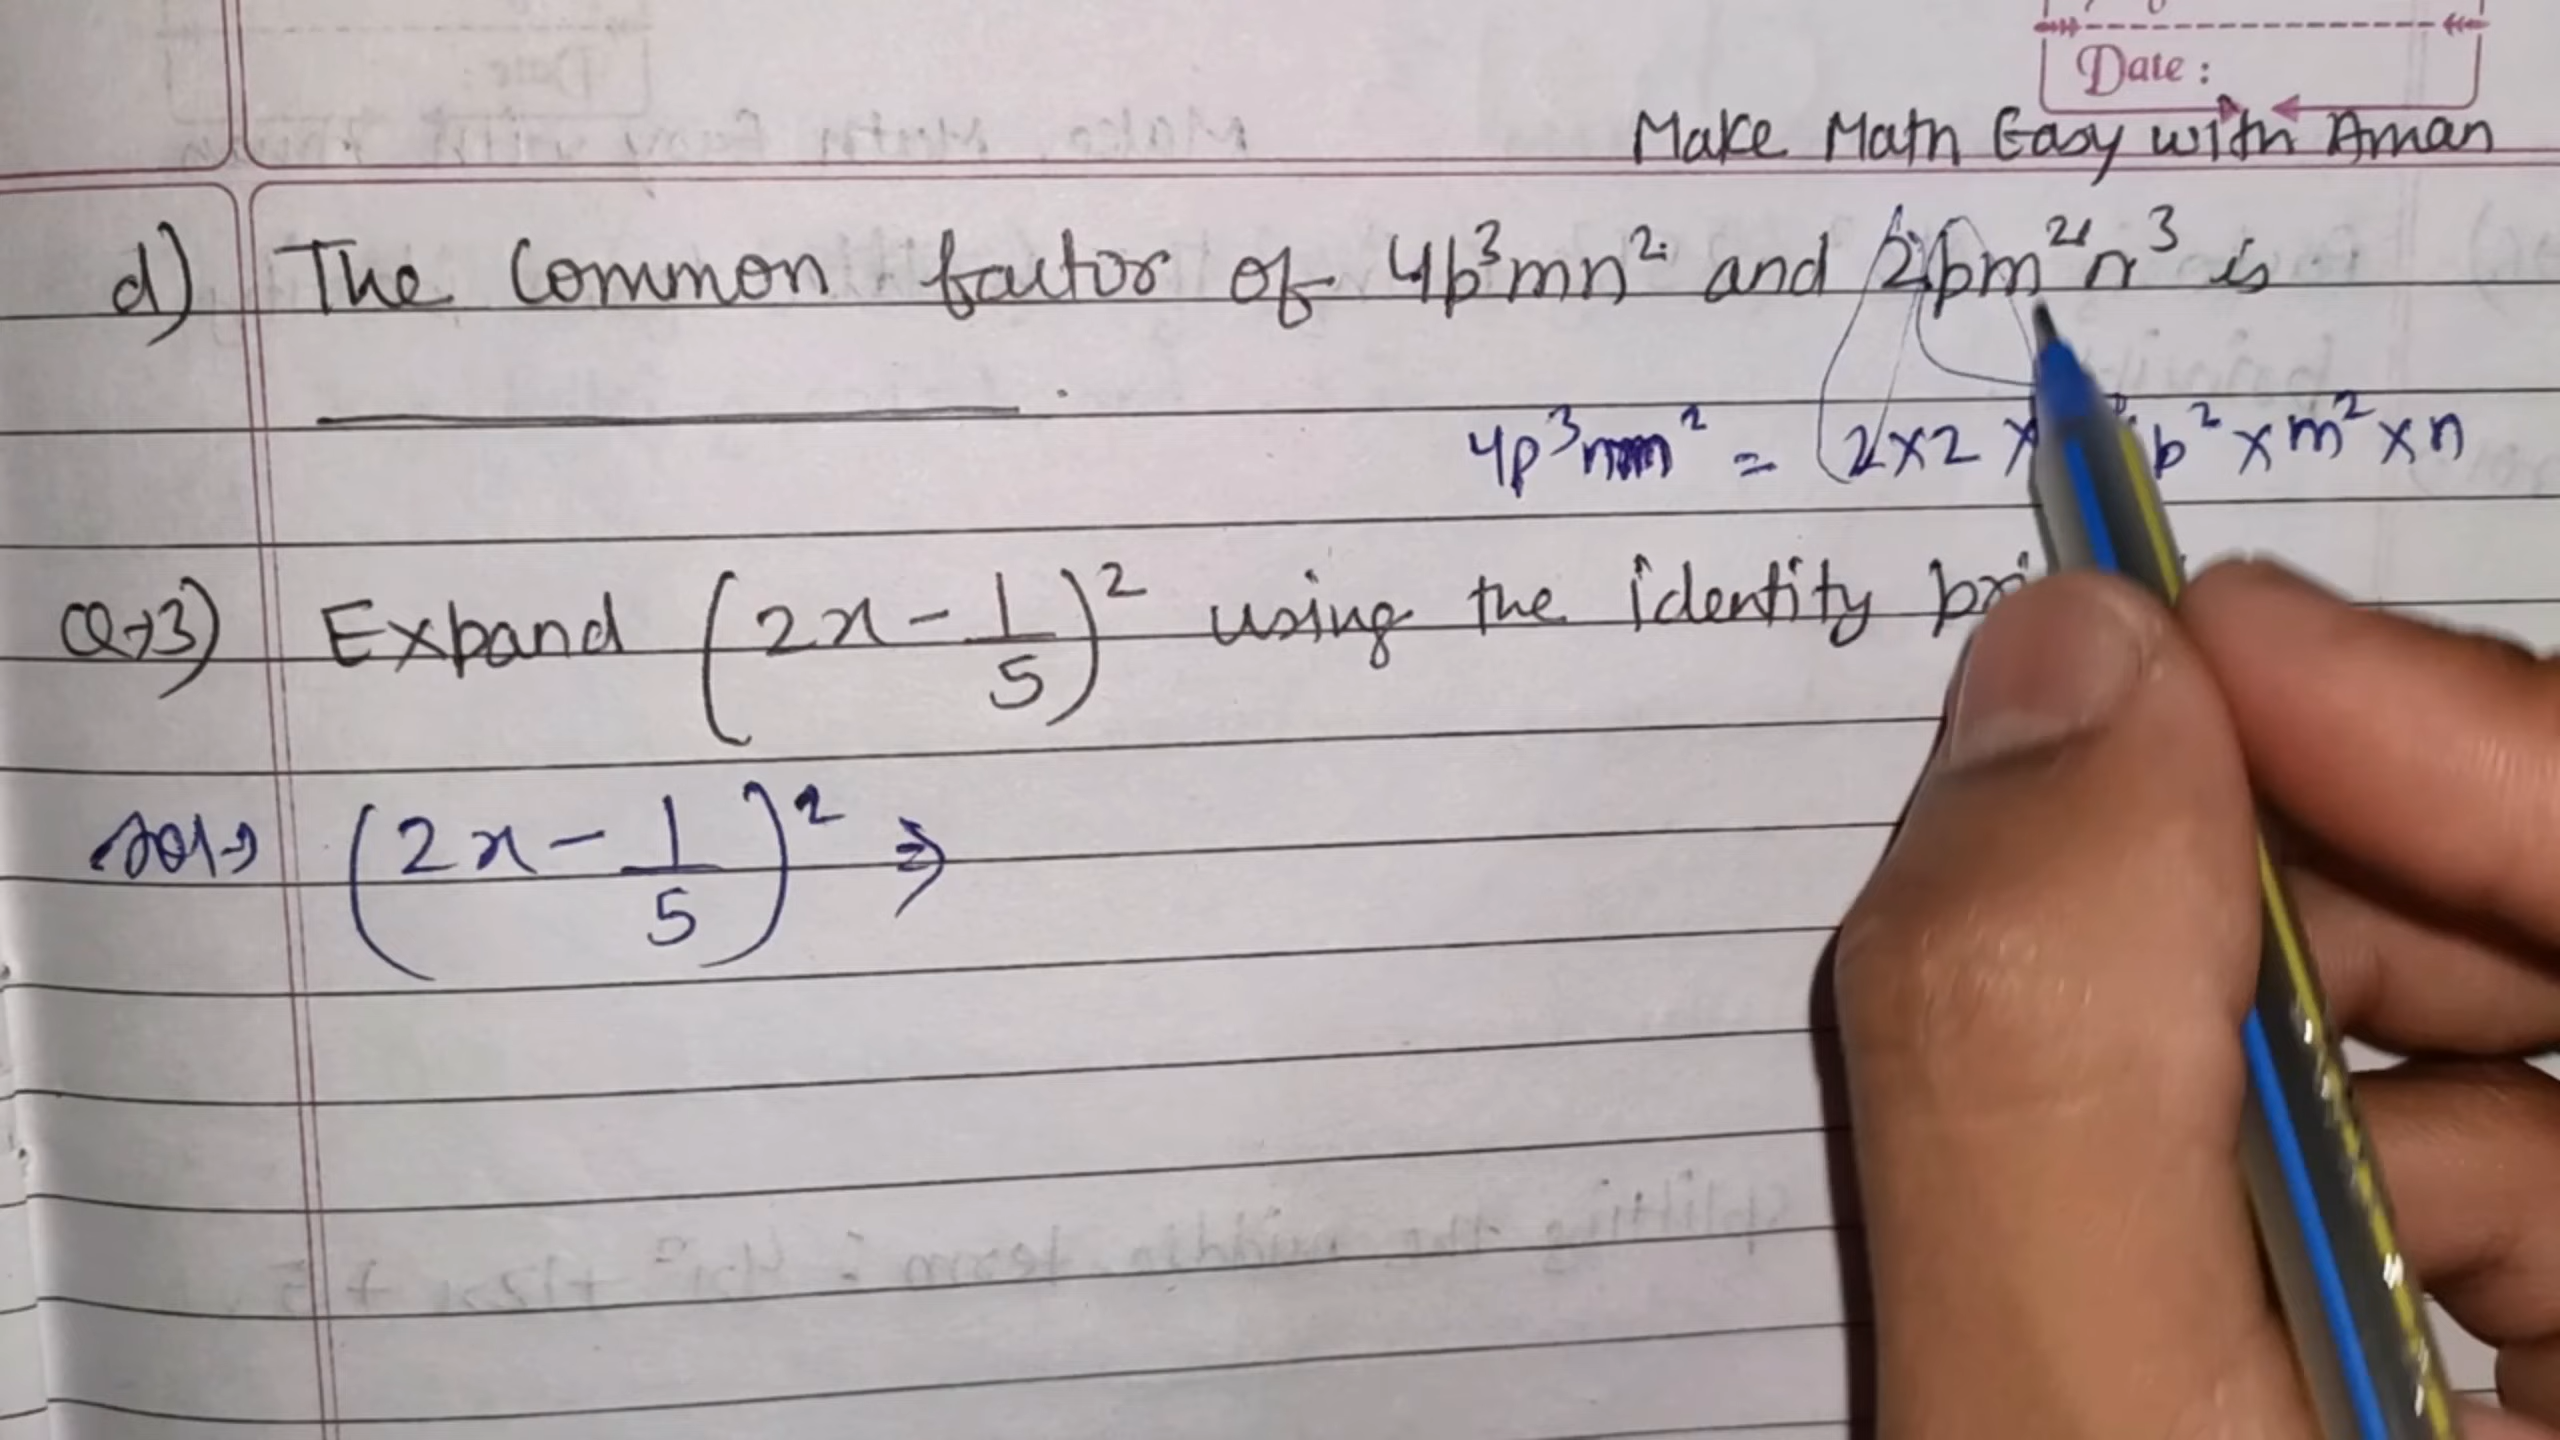 Date :
Make Math Easy with Aman
d) The Common factor of 4p³mn² and 2pm²n³ is
____________.
4p³nm² = 2×2× p²×m²×n
Q→3) Expand (2x - 1/5)² using the identity
Sol→ (2x - 1/5)² ⇒